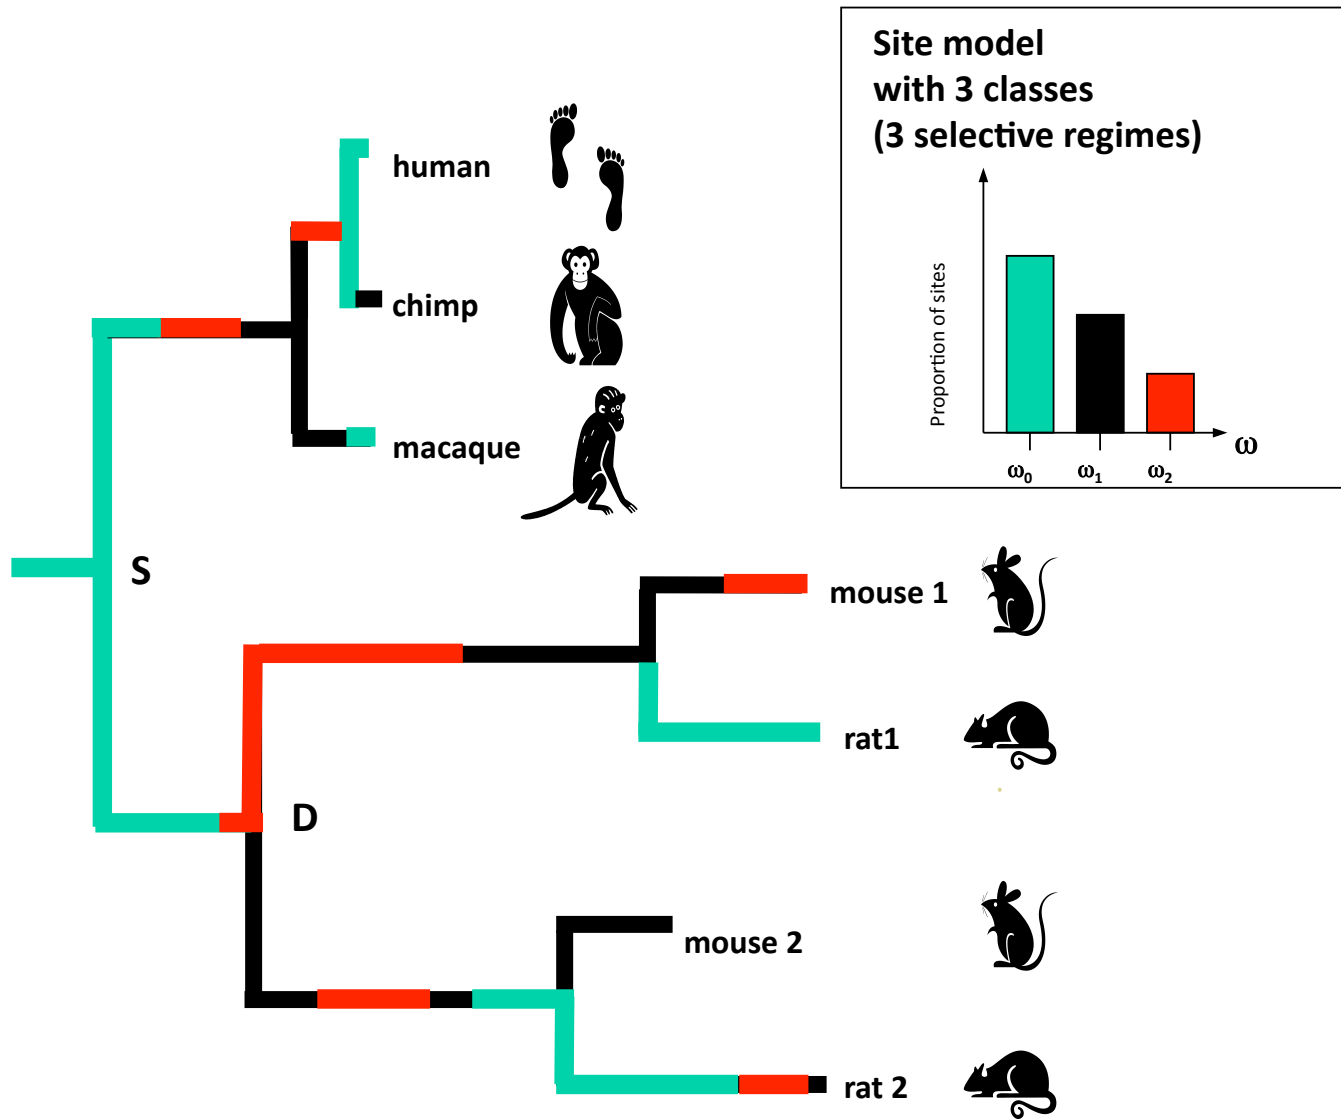 Site model
with 3 classes
(3 selective regimes)
Proportion of sites
ω
ω0
ω1
ω2
human
chimp
macaque
S
mouse 1
rat1
D
mouse 2
rat 2